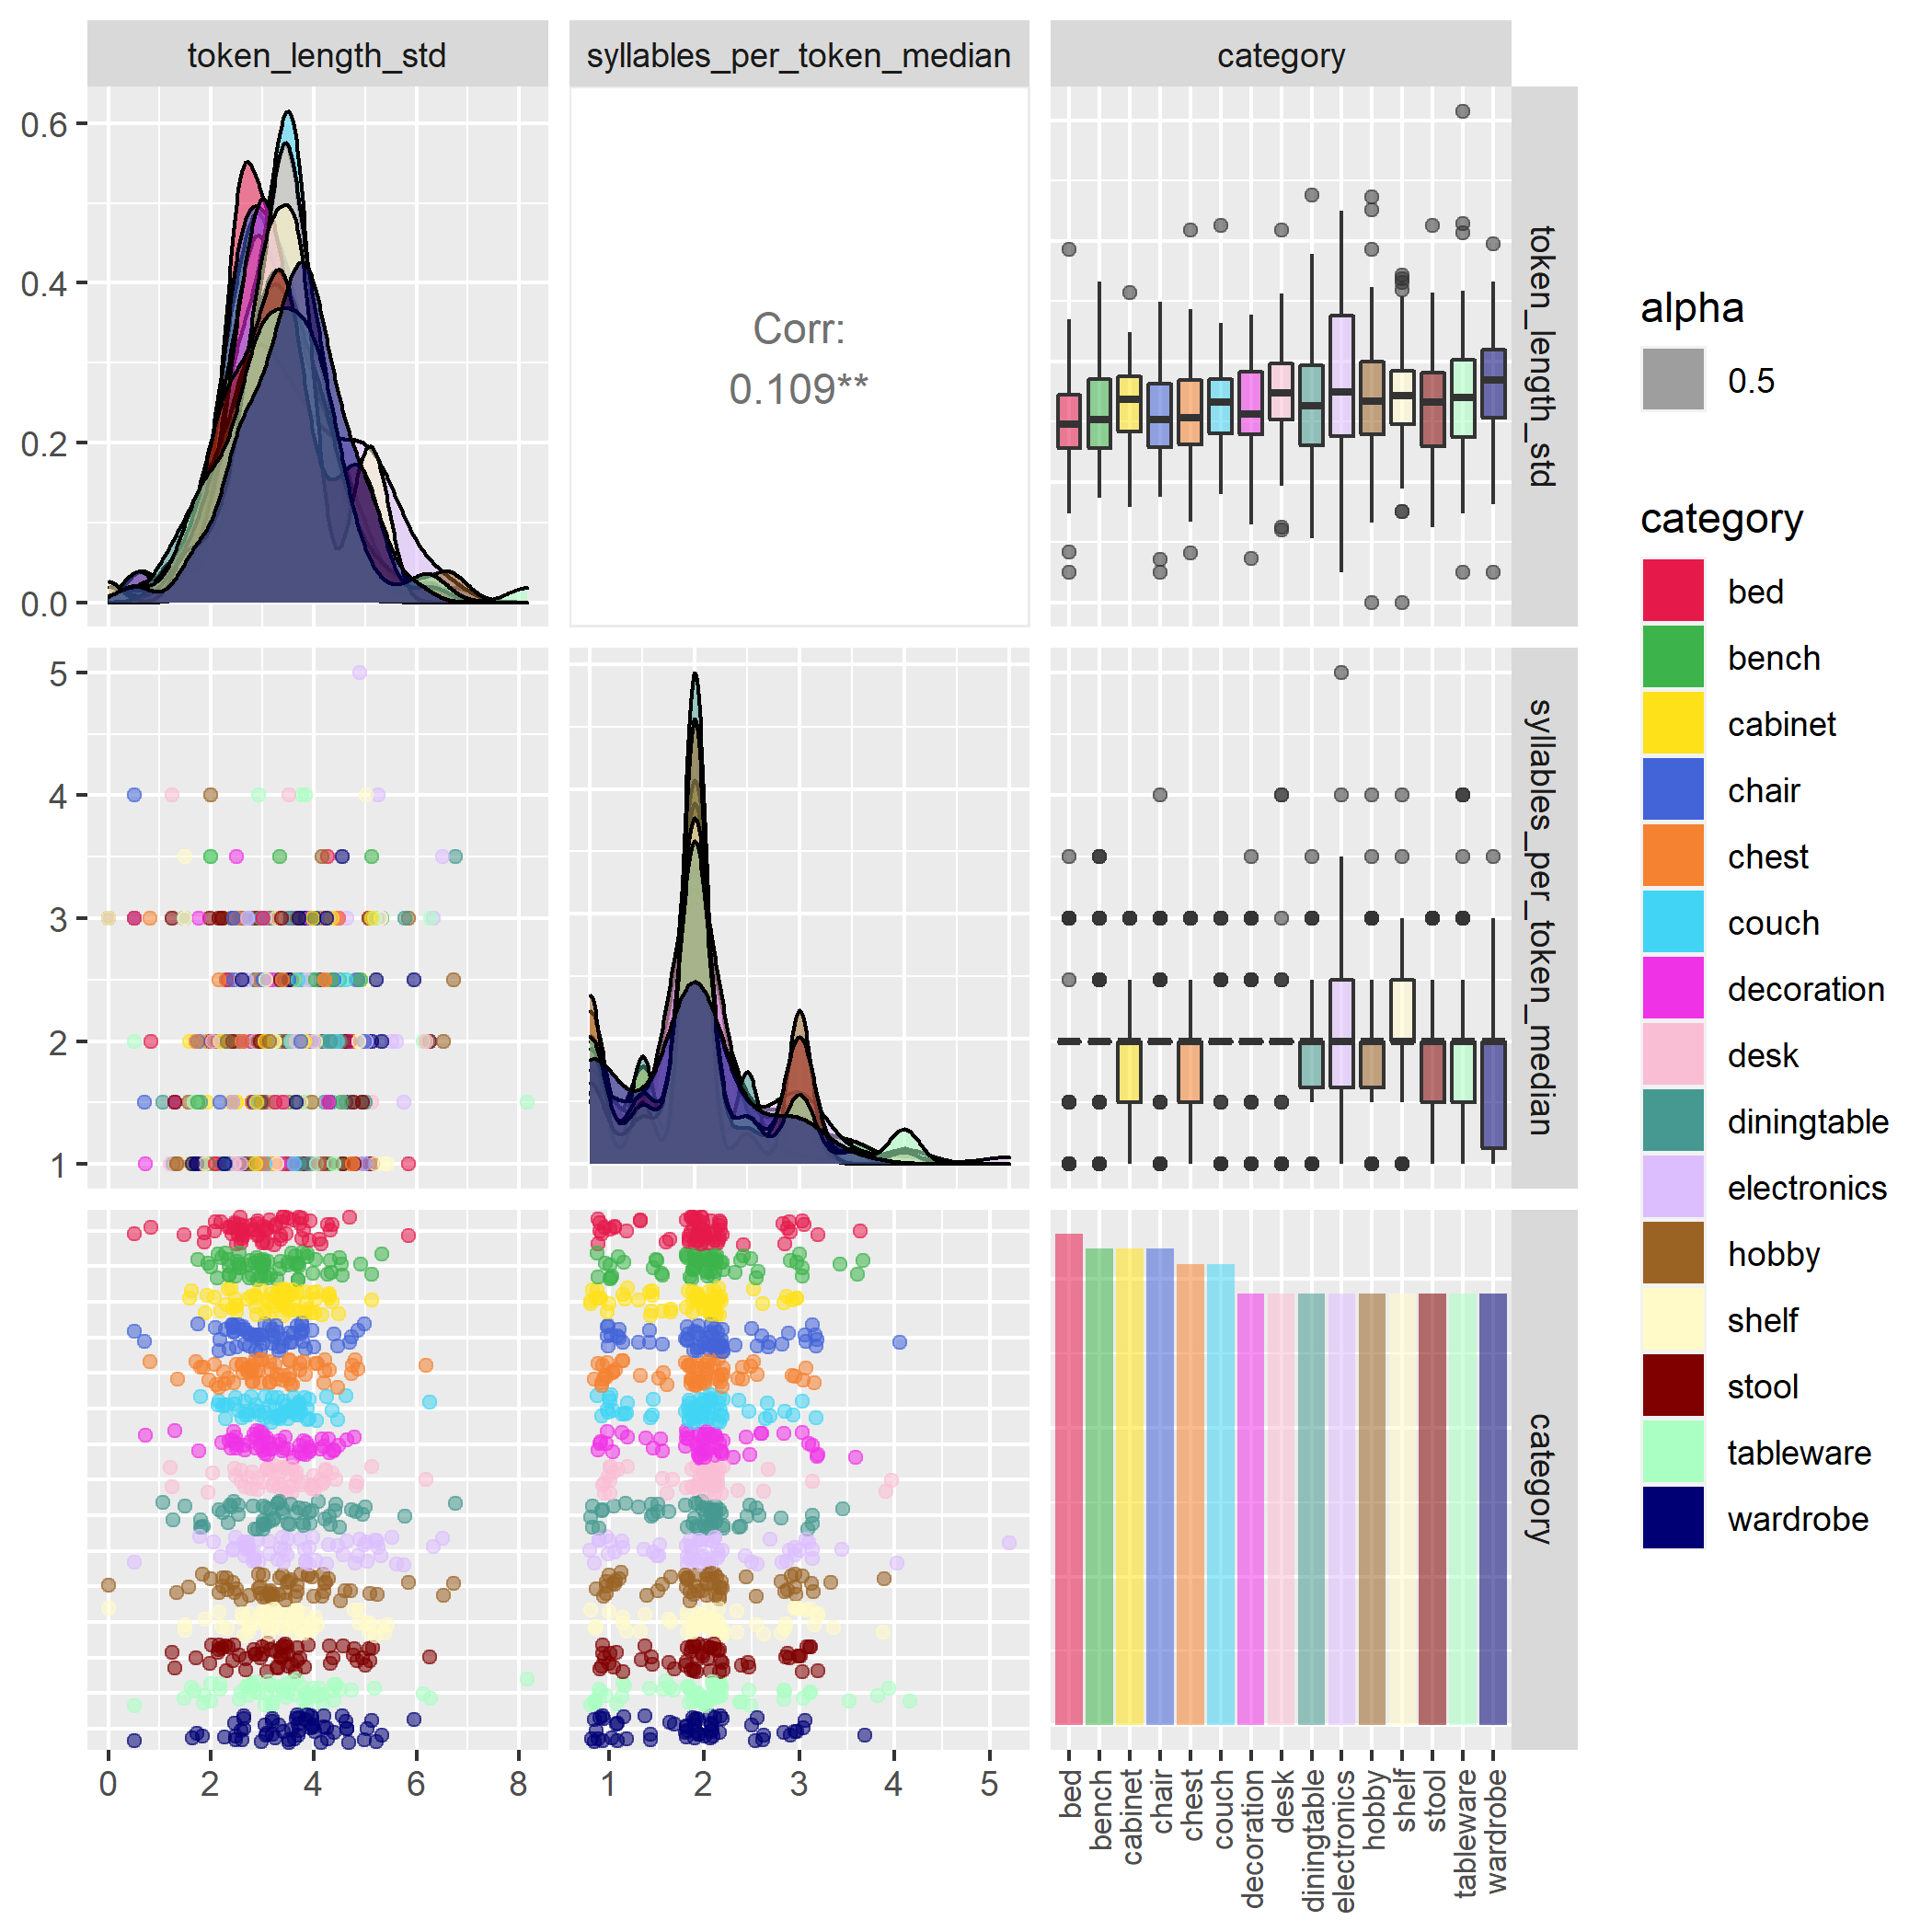 token_length_std
syllables_per_token_median
category
0.6
0.4
0.2
0.0
Corr:
0.109**
token_length_std
5
4
3
2
1
syllables_per_token_median
category
0
2
4
6
8
1
2
3
4
5
bed
bench
cabinet
chair
chest
couch
decoration
desk
diningtable
electronics
hobby
shelf
stool
tableware
wardrobe
alpha
0.5
category
bed
bench
cabinet
chair
chest
couch
decoration
desk
diningtable
electronics
hobby
shelf
stool
tableware
wardrobe